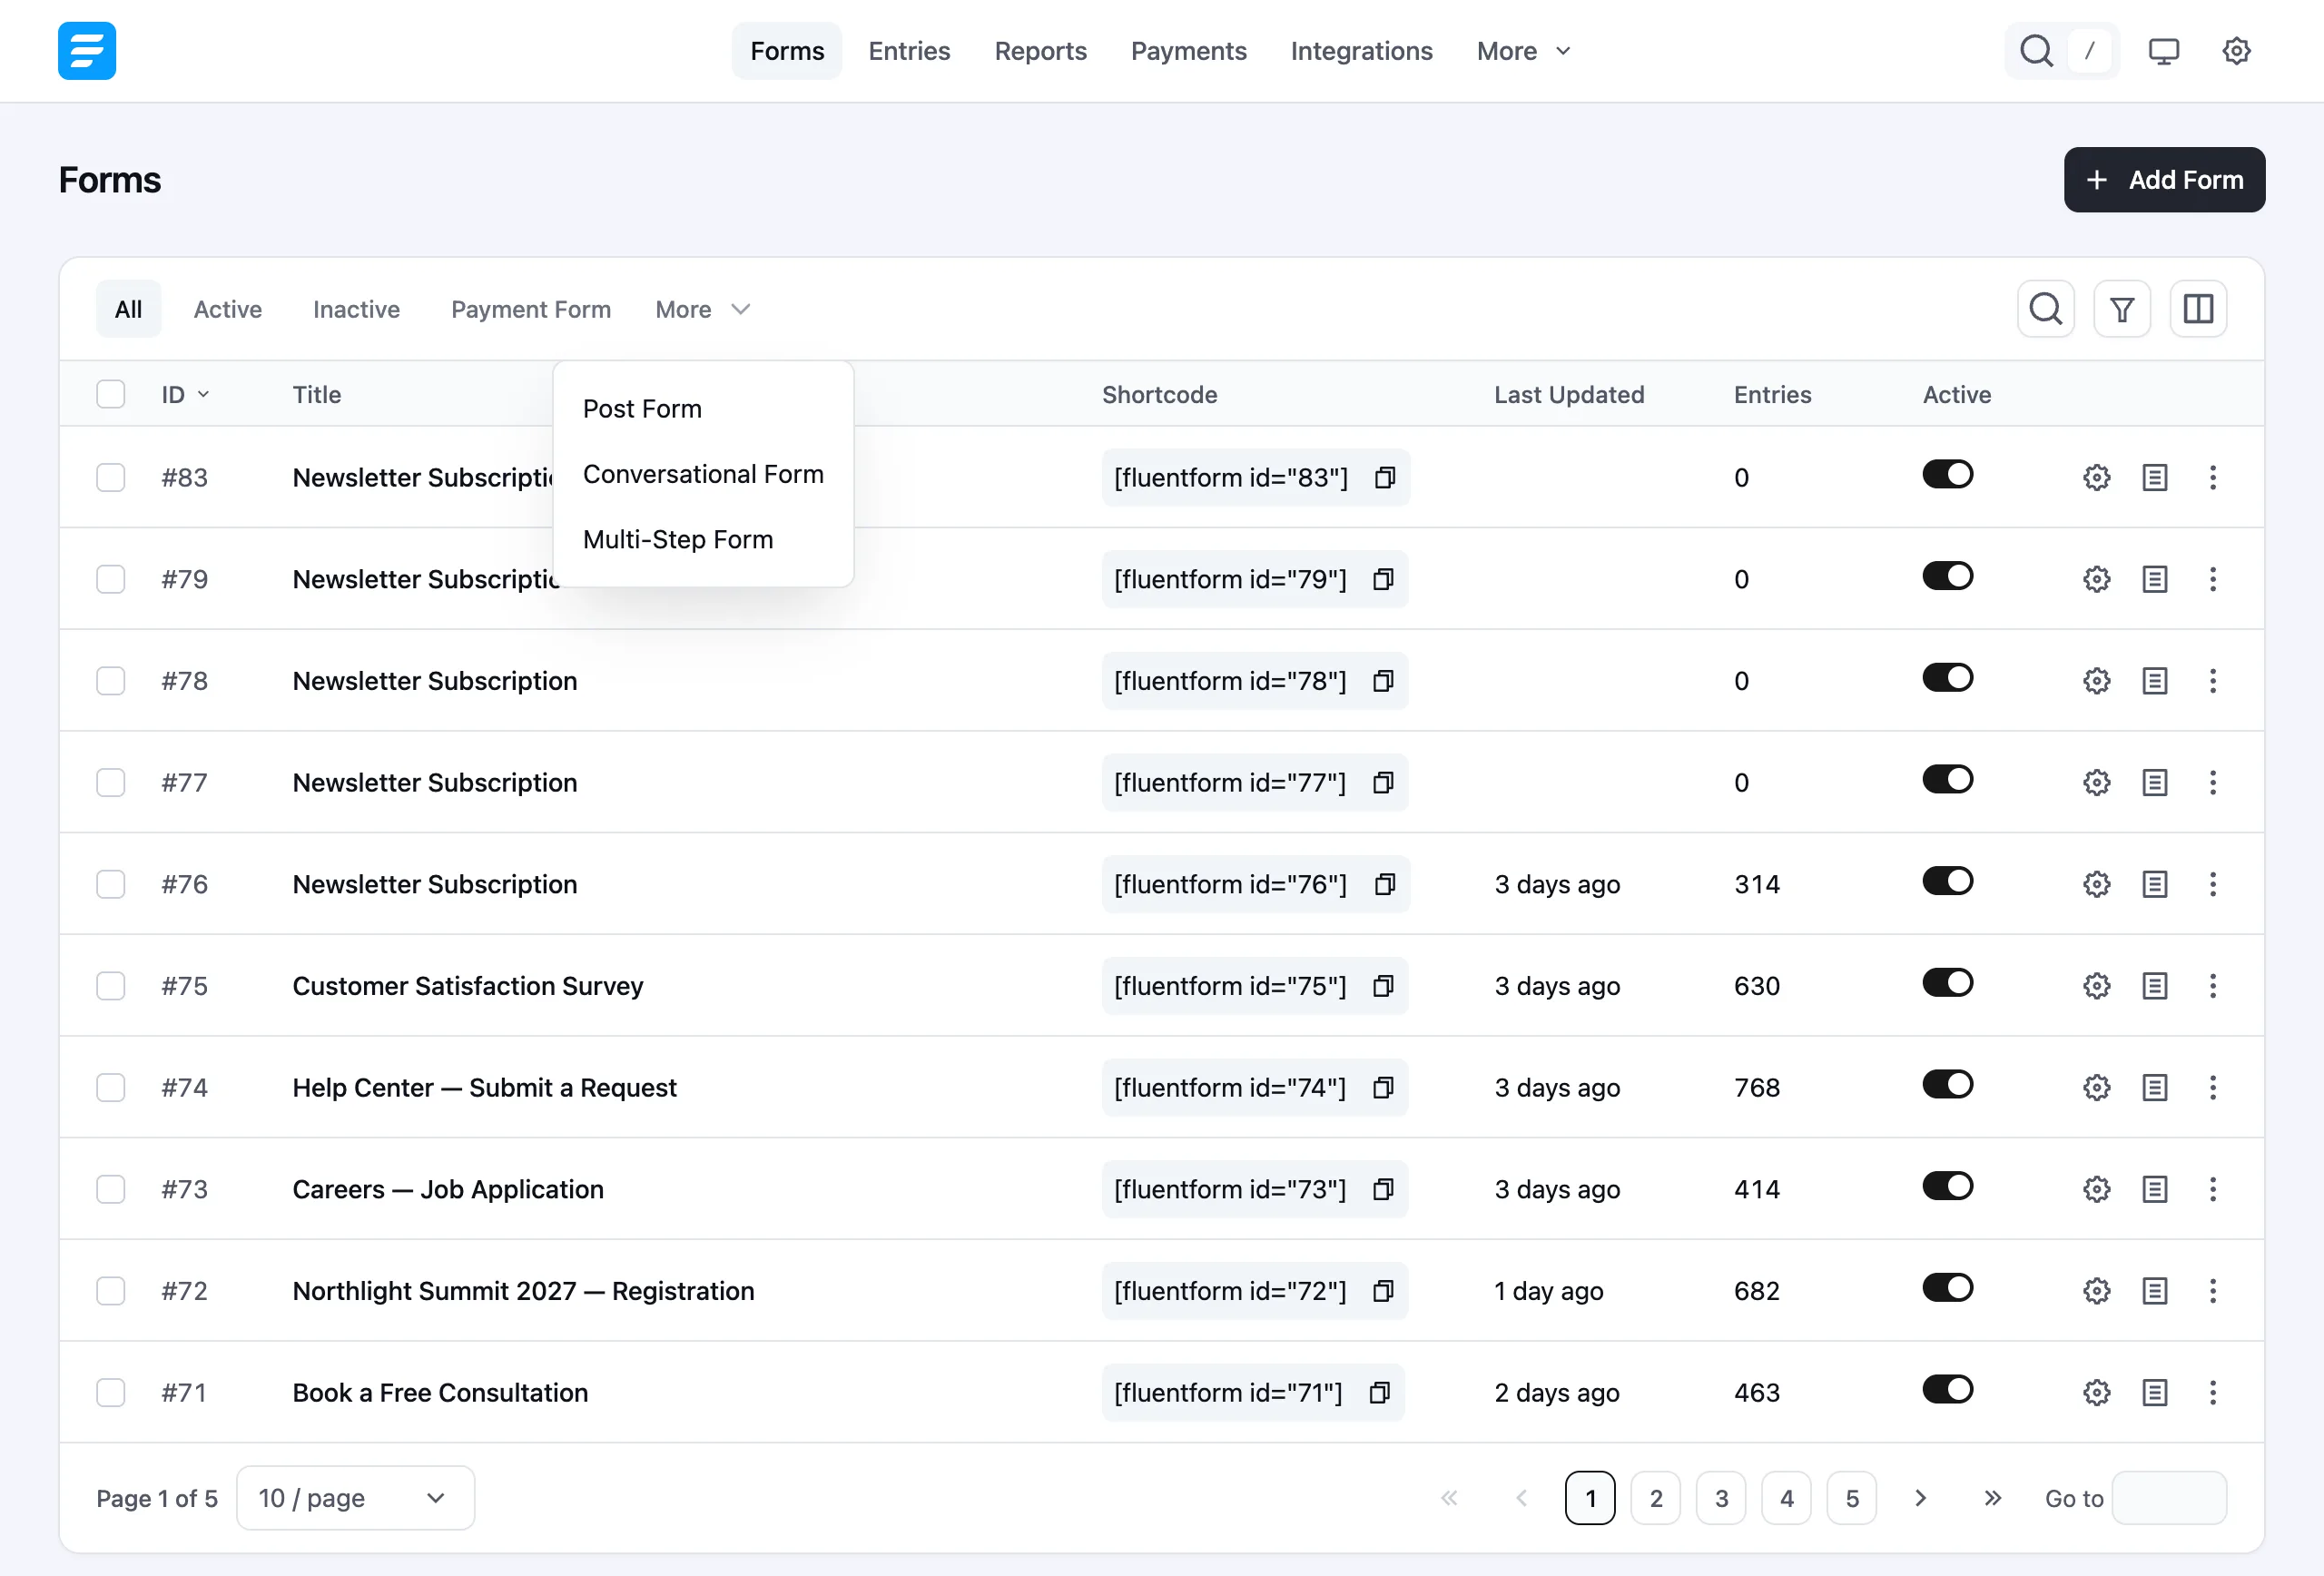 Forms Entries Reports Payments Integrations More /
Forms
+ Add Form
All Active Inactive Payment Form More
Post Form
Conversational Form
Multi-Step Form
ID Title Shortcode Last Updated Entries Active
#83 Newsletter [fluentform id="83"] 0
#79 Newsletter [fluentform id="79"] 0
#78 Newsletter Subscription [fluentform id="78"] 0
#77 Newsletter Subscription [fluentform id="77"] 0
#76 Newsletter Subscription [fluentform id="76"] 3 days ago 314
#75 Customer Satisfaction Survey [fluentform id="75"] 3 days ago 630
#74 Help Center — Submit a Request [fluentform id="74"] 3 days ago 768
#73 Careers — Job Application [fluentform id="73"] 3 days ago 414
#72 Northlight Summit 2027 — Registration [fluentform id="72"] 1 day ago 682
#71 Book a Free Consultation [fluentform id="71"] 2 days ago 463
Page 1 of 5 10 / page « ‹ 1 2 3 4 5 › » Go to